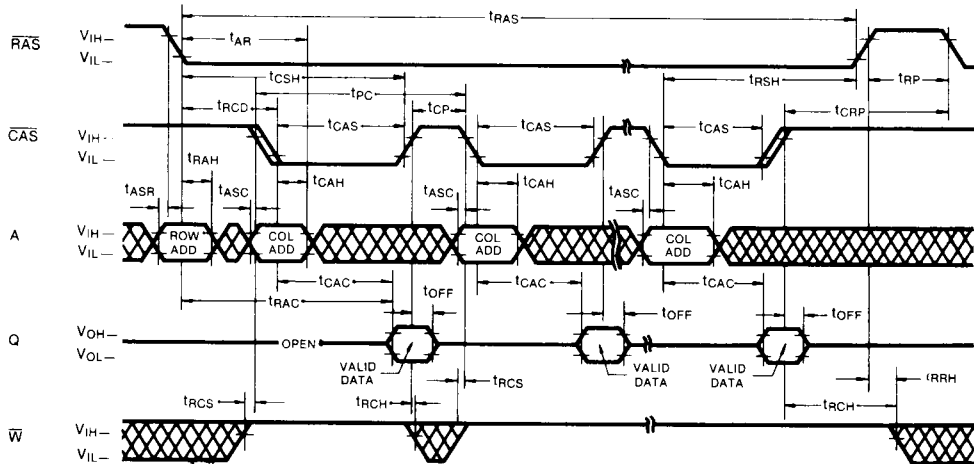 tRAS
RAS VIH
tAR
VIL
tCSH
tRSH
tRP
tPC
tRCD
tCP
tCRP
CAS VIH
tCAS
tCAS
tCAS
VIL
tRAH
tCAH
tCAH
tCAH
tASR
tASC
tASC
tASC
A VIH
VIL
ROW ADD
COL ADD
COL ADD
COL ADD
tCAC
tCAC
tCAC
tRAC
tOFF
tOFF
tOFF
Q VOH
VOL
OPEN
VALID DATA
VALID DATA
VALID DATA
tRCS
tRRH
tRCS
tRCH
tRCH
W VIH
VIL